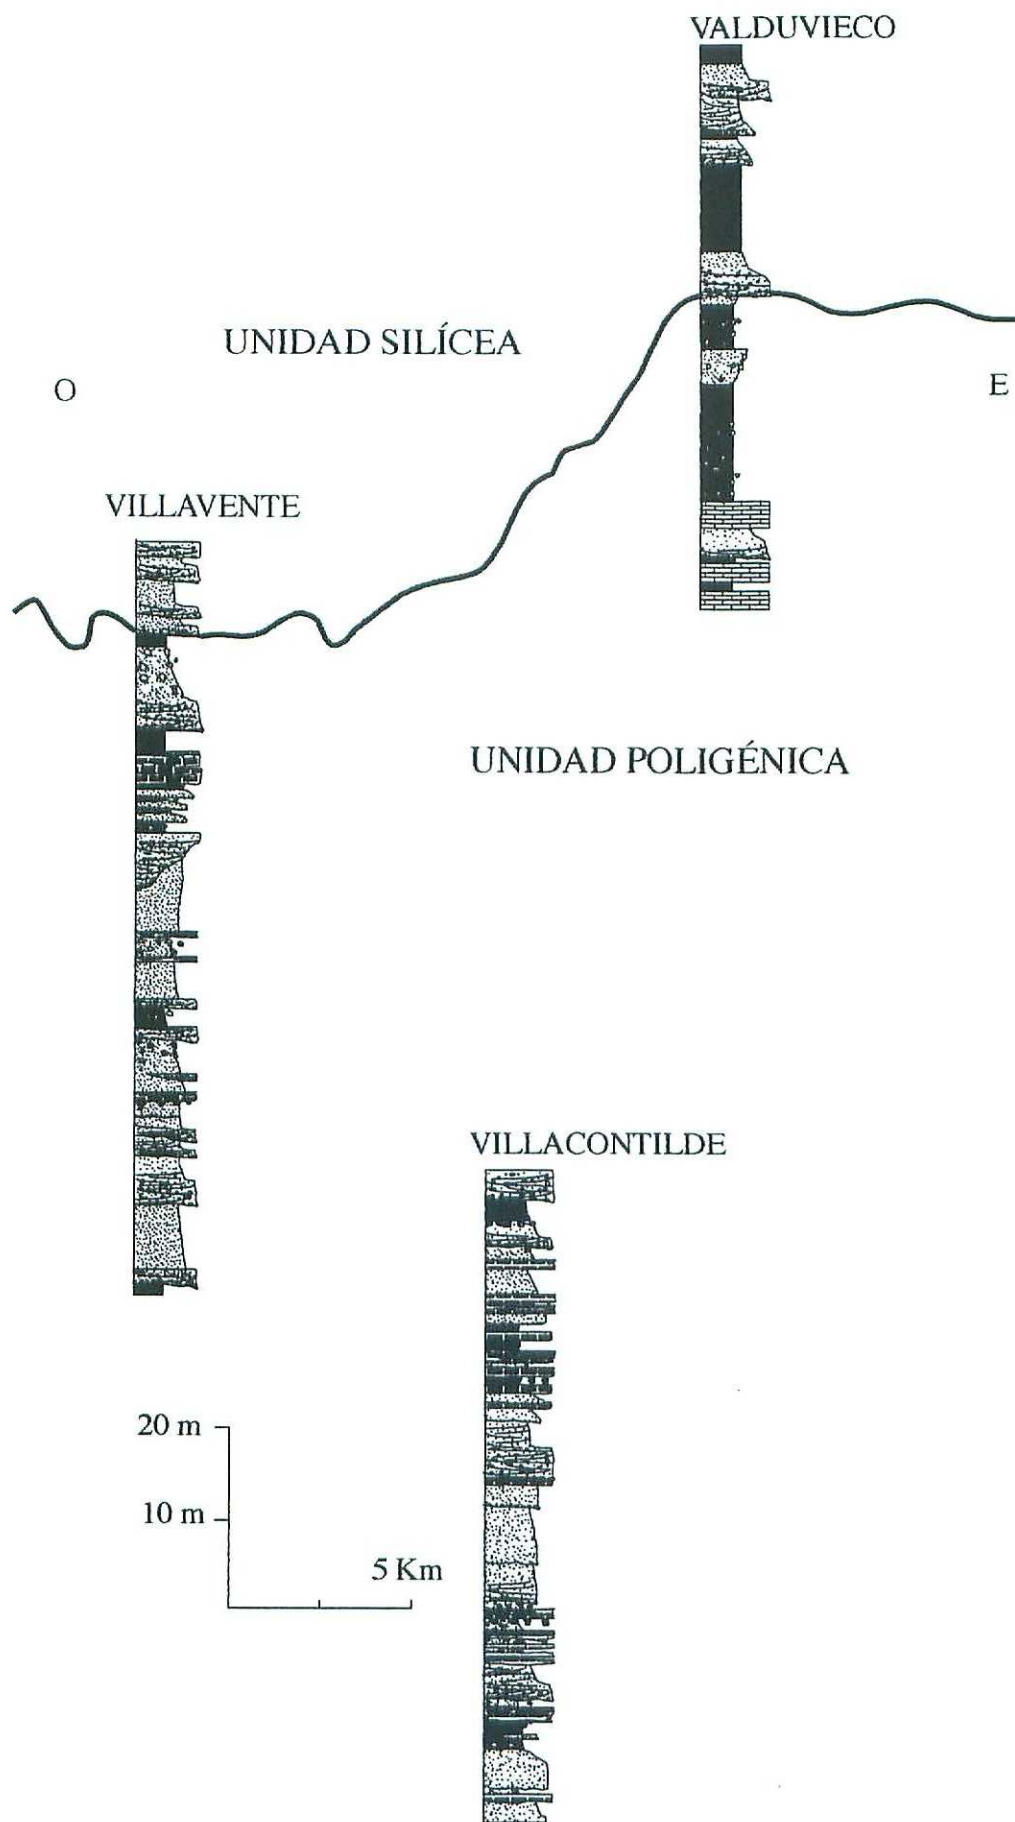 VALDUVIECO
UNIDAD SILÍCEA
O
E
VILLAVENTE
UNIDAD POLIGÉNICA
VILLACONTILDE
20 m
10 m
5 Km